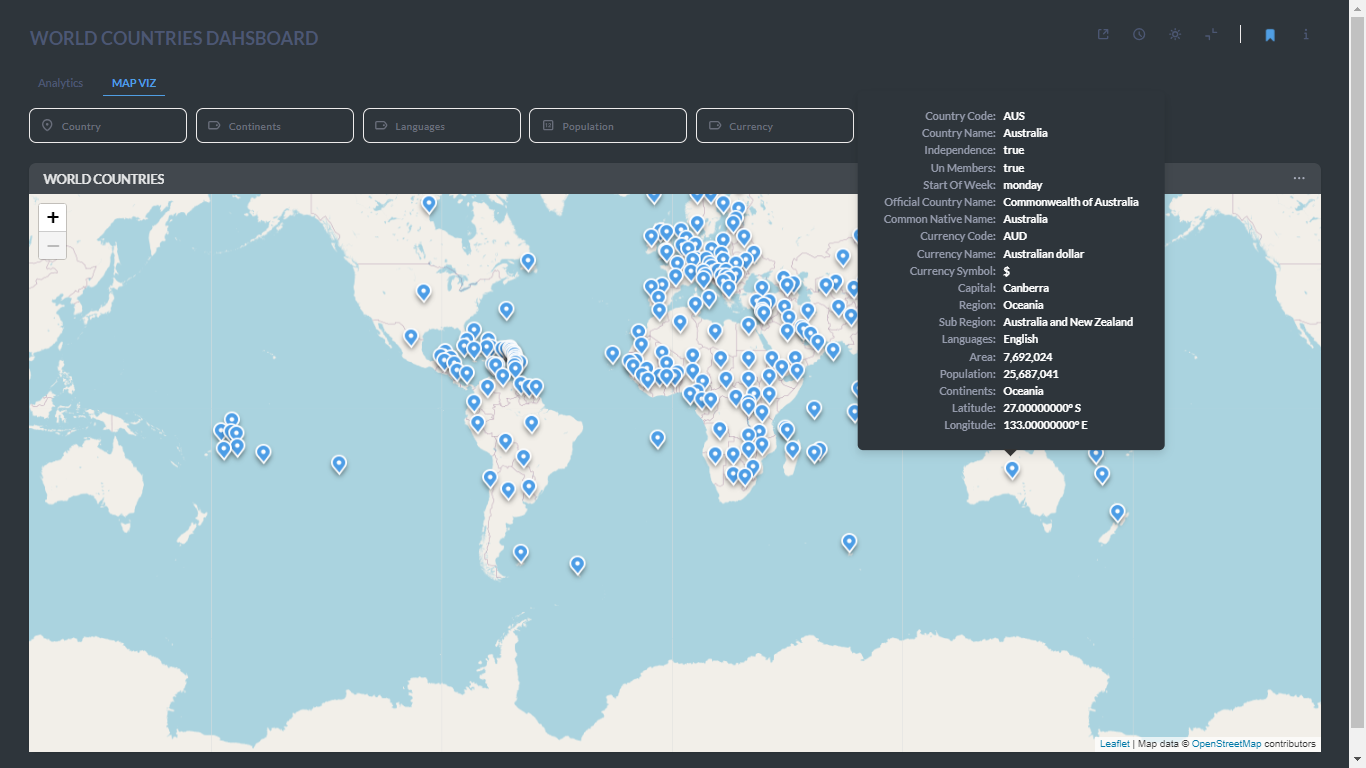 WORLD COUNTRIES DAHSBOARD
Analytics
MAP VIZ
Country
Continents
Languages
Population
Currency
WORLD COUNTRIES
+
−
Country Code: AUS
Country Name: Australia
Independence: true
Un Members: true
Start Of Week: monday
Official Country Name: Commonwealth of Australia
Common Native Name: Australia
Currency Code: AUD
Currency Name: Australian dollar
Currency Symbol: $
Capital: Canberra
Region: Oceania
Sub Region: Australia and New Zealand
Languages: English
Area: 7,692,024
Population: 25,687,041
Continents: Oceania
Latitude: 27.00000000° S
Longitude: 133.00000000° E
Leaflet | Map data © OpenStreetMap contributors